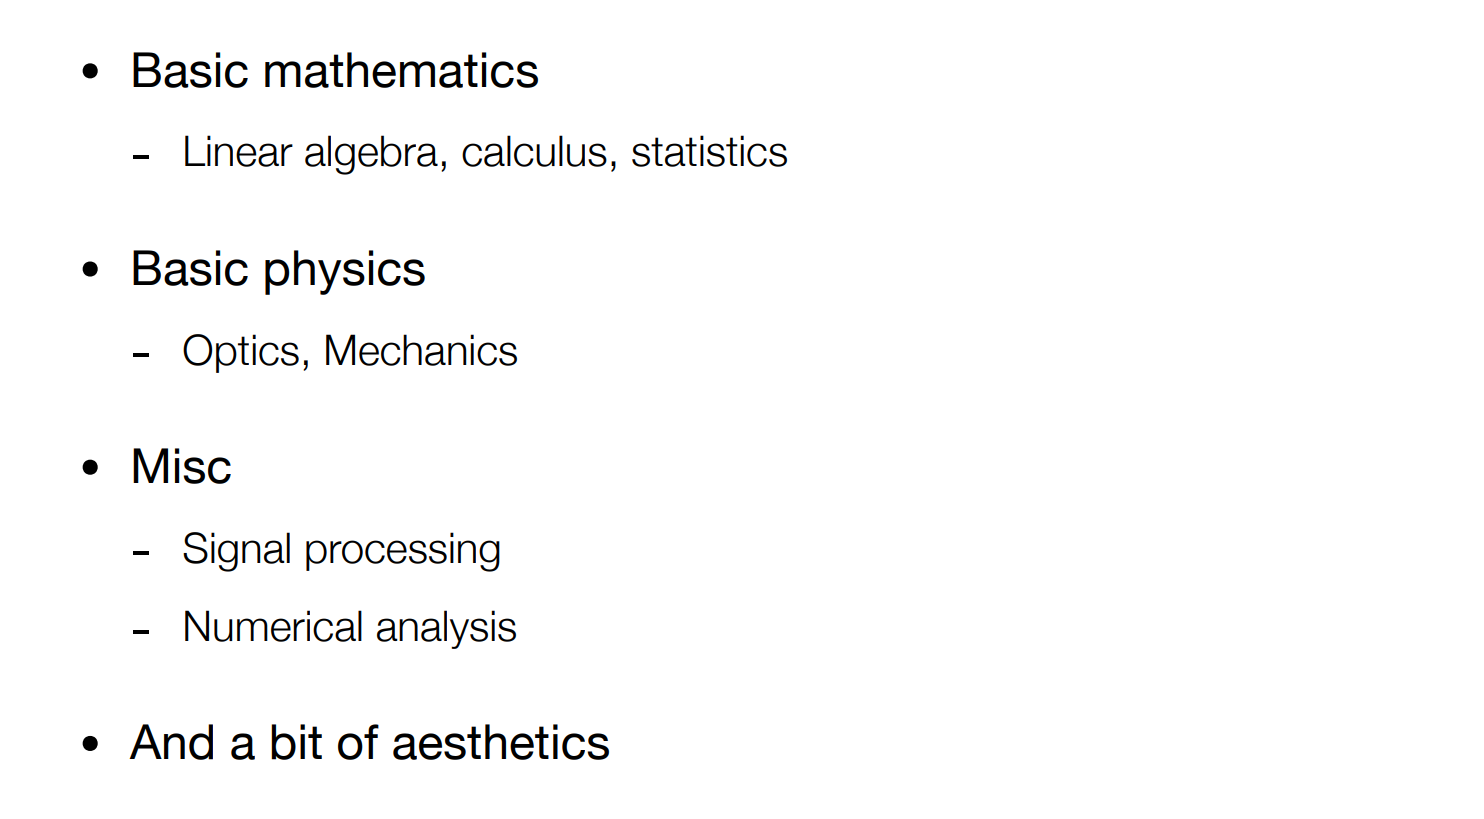 • Basic mathematics
- Linear algebra, calculus, statistics
• Basic physics
- Optics, Mechanics
• Misc
- Signal processing
- Numerical analysis
• And a bit of aesthetics